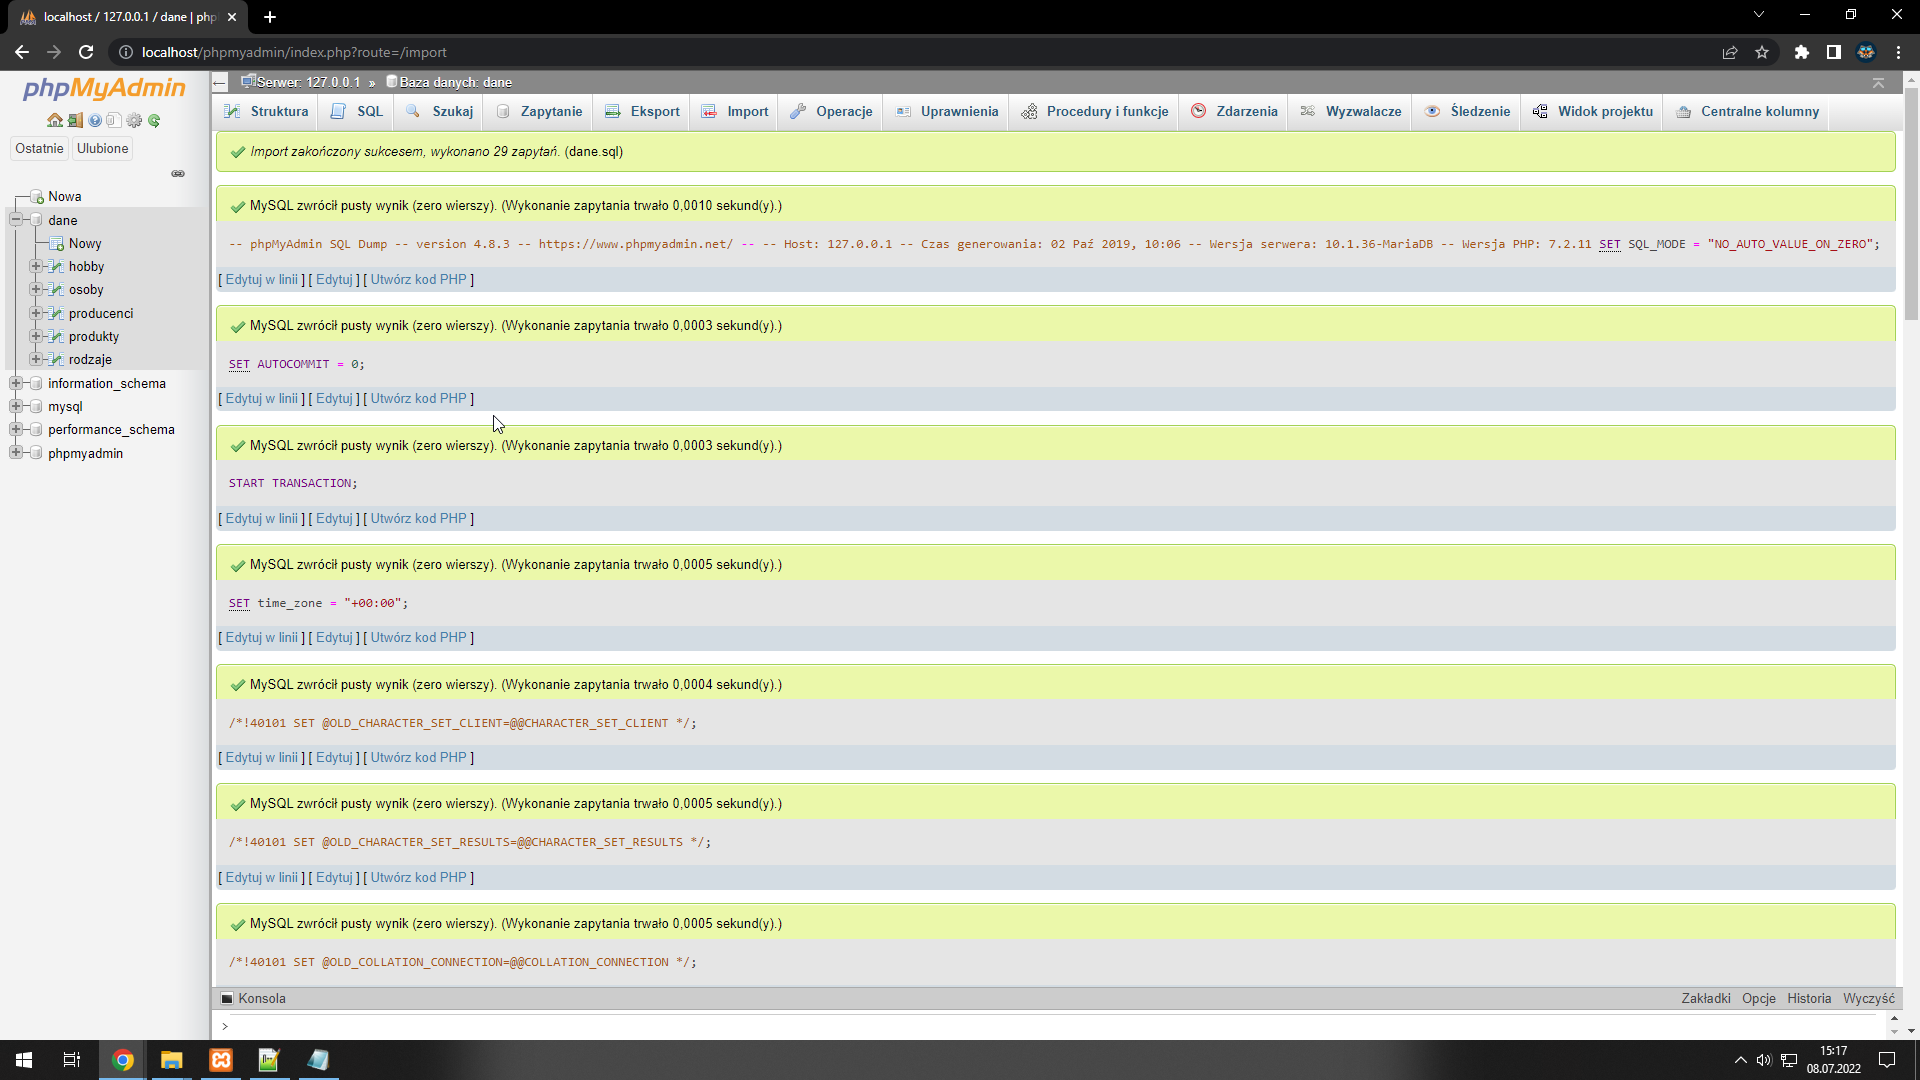 localhost / 127.0.0.1 / dane | php
localhost/phpmyadmin/index.php?route=/import
phpMyAdmin
Ostatnie Ulubione
Nowa
dane
Nowy
hobby
osoby
producenci
produkty
rodzaje
information_schema
mysql
performance_schema
phpmyadmin
Serwer: 127.0.0.1 » Baza danych: dane
Struktura SQL Szukaj Zapytanie Eksport Import Operacje Uprawnienia Procedury i funkcje Zdarzenia Wyzwalacze Śledzenie Widok projektu Centralne kolumny
Import zakończony sukcesem, wykonano 29 zapytań. (dane.sql)
MySQL zwrócił pusty wynik (zero wierszy). (Wykonanie zapytania trwało 0,0010 sekund(y).)
-- phpMyAdmin SQL Dump -- version 4.8.3 -- https://www.phpmyadmin.net/ -- -- Host: 127.0.0.1 -- Czas generowania: 02 Paź 2019, 10:06 -- Wersja serwera: 10.1.36-MariaDB -- Wersja PHP: 7.2.11 SET SQL_MODE = "NO_AUTO_VALUE_ON_ZERO";
[ Edytuj w linii ] [ Edytuj ] [ Utwórz kod PHP ]
MySQL zwrócił pusty wynik (zero wierszy). (Wykonanie zapytania trwało 0,0003 sekund(y).)
SET AUTOCOMMIT = 0;
[ Edytuj w linii ] [ Edytuj ] [ Utwórz kod PHP ]
MySQL zwrócił pusty wynik (zero wierszy). (Wykonanie zapytania trwało 0,0003 sekund(y).)
START TRANSACTION;
[ Edytuj w linii ] [ Edytuj ] [ Utwórz kod PHP ]
MySQL zwrócił pusty wynik (zero wierszy). (Wykonanie zapytania trwało 0,0005 sekund(y).)
SET time_zone = "+00:00";
[ Edytuj w linii ] [ Edytuj ] [ Utwórz kod PHP ]
MySQL zwrócił pusty wynik (zero wierszy). (Wykonanie zapytania trwało 0,0004 sekund(y).)
/*!40101 SET @OLD_CHARACTER_SET_CLIENT=@@CHARACTER_SET_CLIENT */;
[ Edytuj w linii ] [ Edytuj ] [ Utwórz kod PHP ]
MySQL zwrócił pusty wynik (zero wierszy). (Wykonanie zapytania trwało 0,0005 sekund(y).)
/*!40101 SET @OLD_CHARACTER_SET_RESULTS=@@CHARACTER_SET_RESULTS */;
[ Edytuj w linii ] [ Edytuj ] [ Utwórz kod PHP ]
MySQL zwrócił pusty wynik (zero wierszy). (Wykonanie zapytania trwało 0,0005 sekund(y).)
/*!40101 SET @OLD_COLLATION_CONNECTION=@@COLLATION_CONNECTION */;
Konsola Zakładki Opcje Historia Wyczyść
>
15:17
08.07.2022